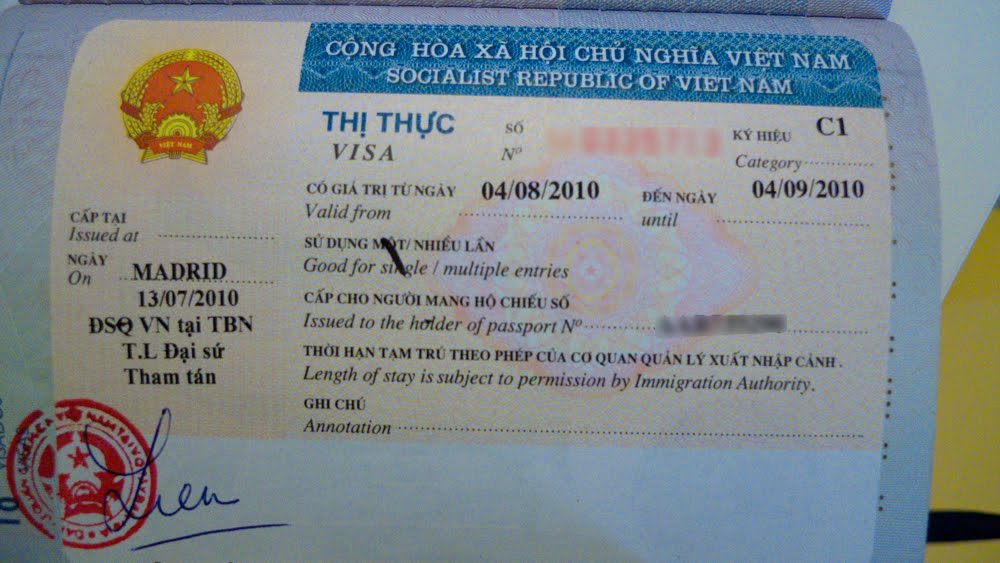 CỘNG HÒA XÃ HỘI CHỦ NGHĨA VIỆT NAM
SOCIALIST REPUBLIC OF VIET NAM
VIỆT NAM
THỊ THỰC
VISA
SỐ
Nº
KÝ HIỆU C1
Category
CÓ GIÁ TRỊ TỪ NGÀY 04/08/2010 ĐẾN NGÀY 04/09/2010
Valid from until
SỬ DỤNG MỘT/ NHIỀU LẦN
Good for single / multiple entries
CẤP CHO NGƯỜI MANG HỘ CHIẾU SỐ
Issued to the holder of passport Nº
THỜI HẠN TẠM TRÚ THEO PHÉP CỦA CƠ QUAN QUẢN LÝ XUẤT NHẬP CẢNH .
Length of stay is subject to permission by Immigration Authority.
GHI CHÚ
Annotation
CẤP TẠI
Issued at
NGÀY
On MADRID
13/07/2010
ĐSQ VN tại TBN
T.L Đại sứ
Tham tán